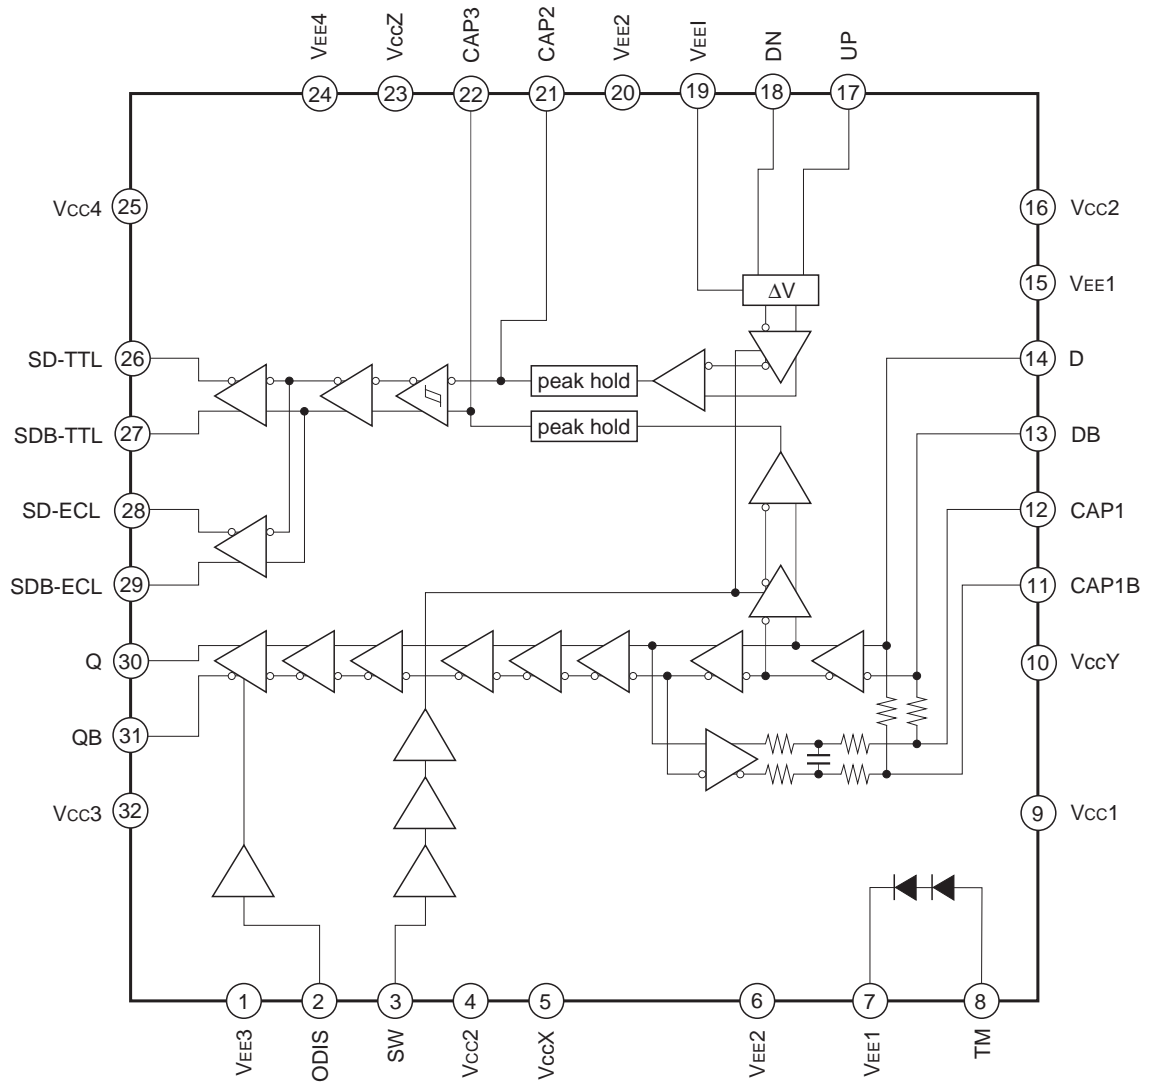 VEE4
VccZ
CAP3
CAP2
VEE2
VEEI
DN
UP
24
23
22
21
20
19
18
17
VCC4 25
16 VCC2
15 VEE1
ΔV
SD-TTL 26
14 D
peak hold
SDB-TTL 27
peak hold
13 DB
SD-ECL 28
12 CAP1
SDB-ECL 29
11 CAP1B
Q 30
10 VccY
QB 31
VCC3 32
9 VCC1
1
2
3
4
5
6
7
8
VEE3
ODIS
SW
VCC2
VccX
VEE2
VEE1
TM